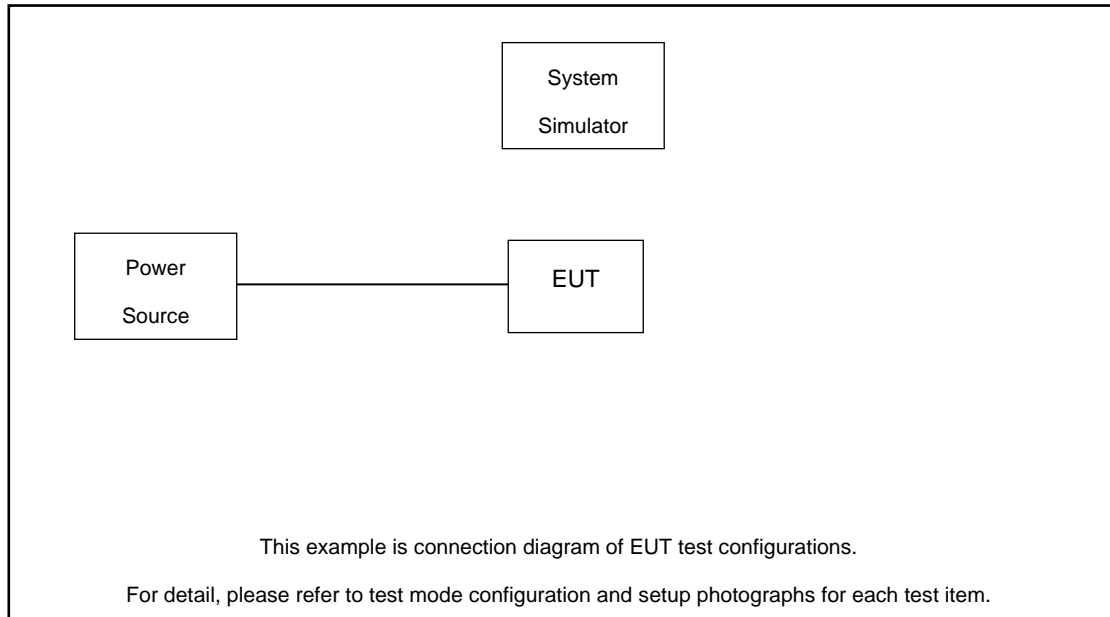 System
Simulator
Power
Source
EUT
This example is connection diagram of EUT test configurations.
For detail, please refer to test mode configuration and setup photographs for each test item.